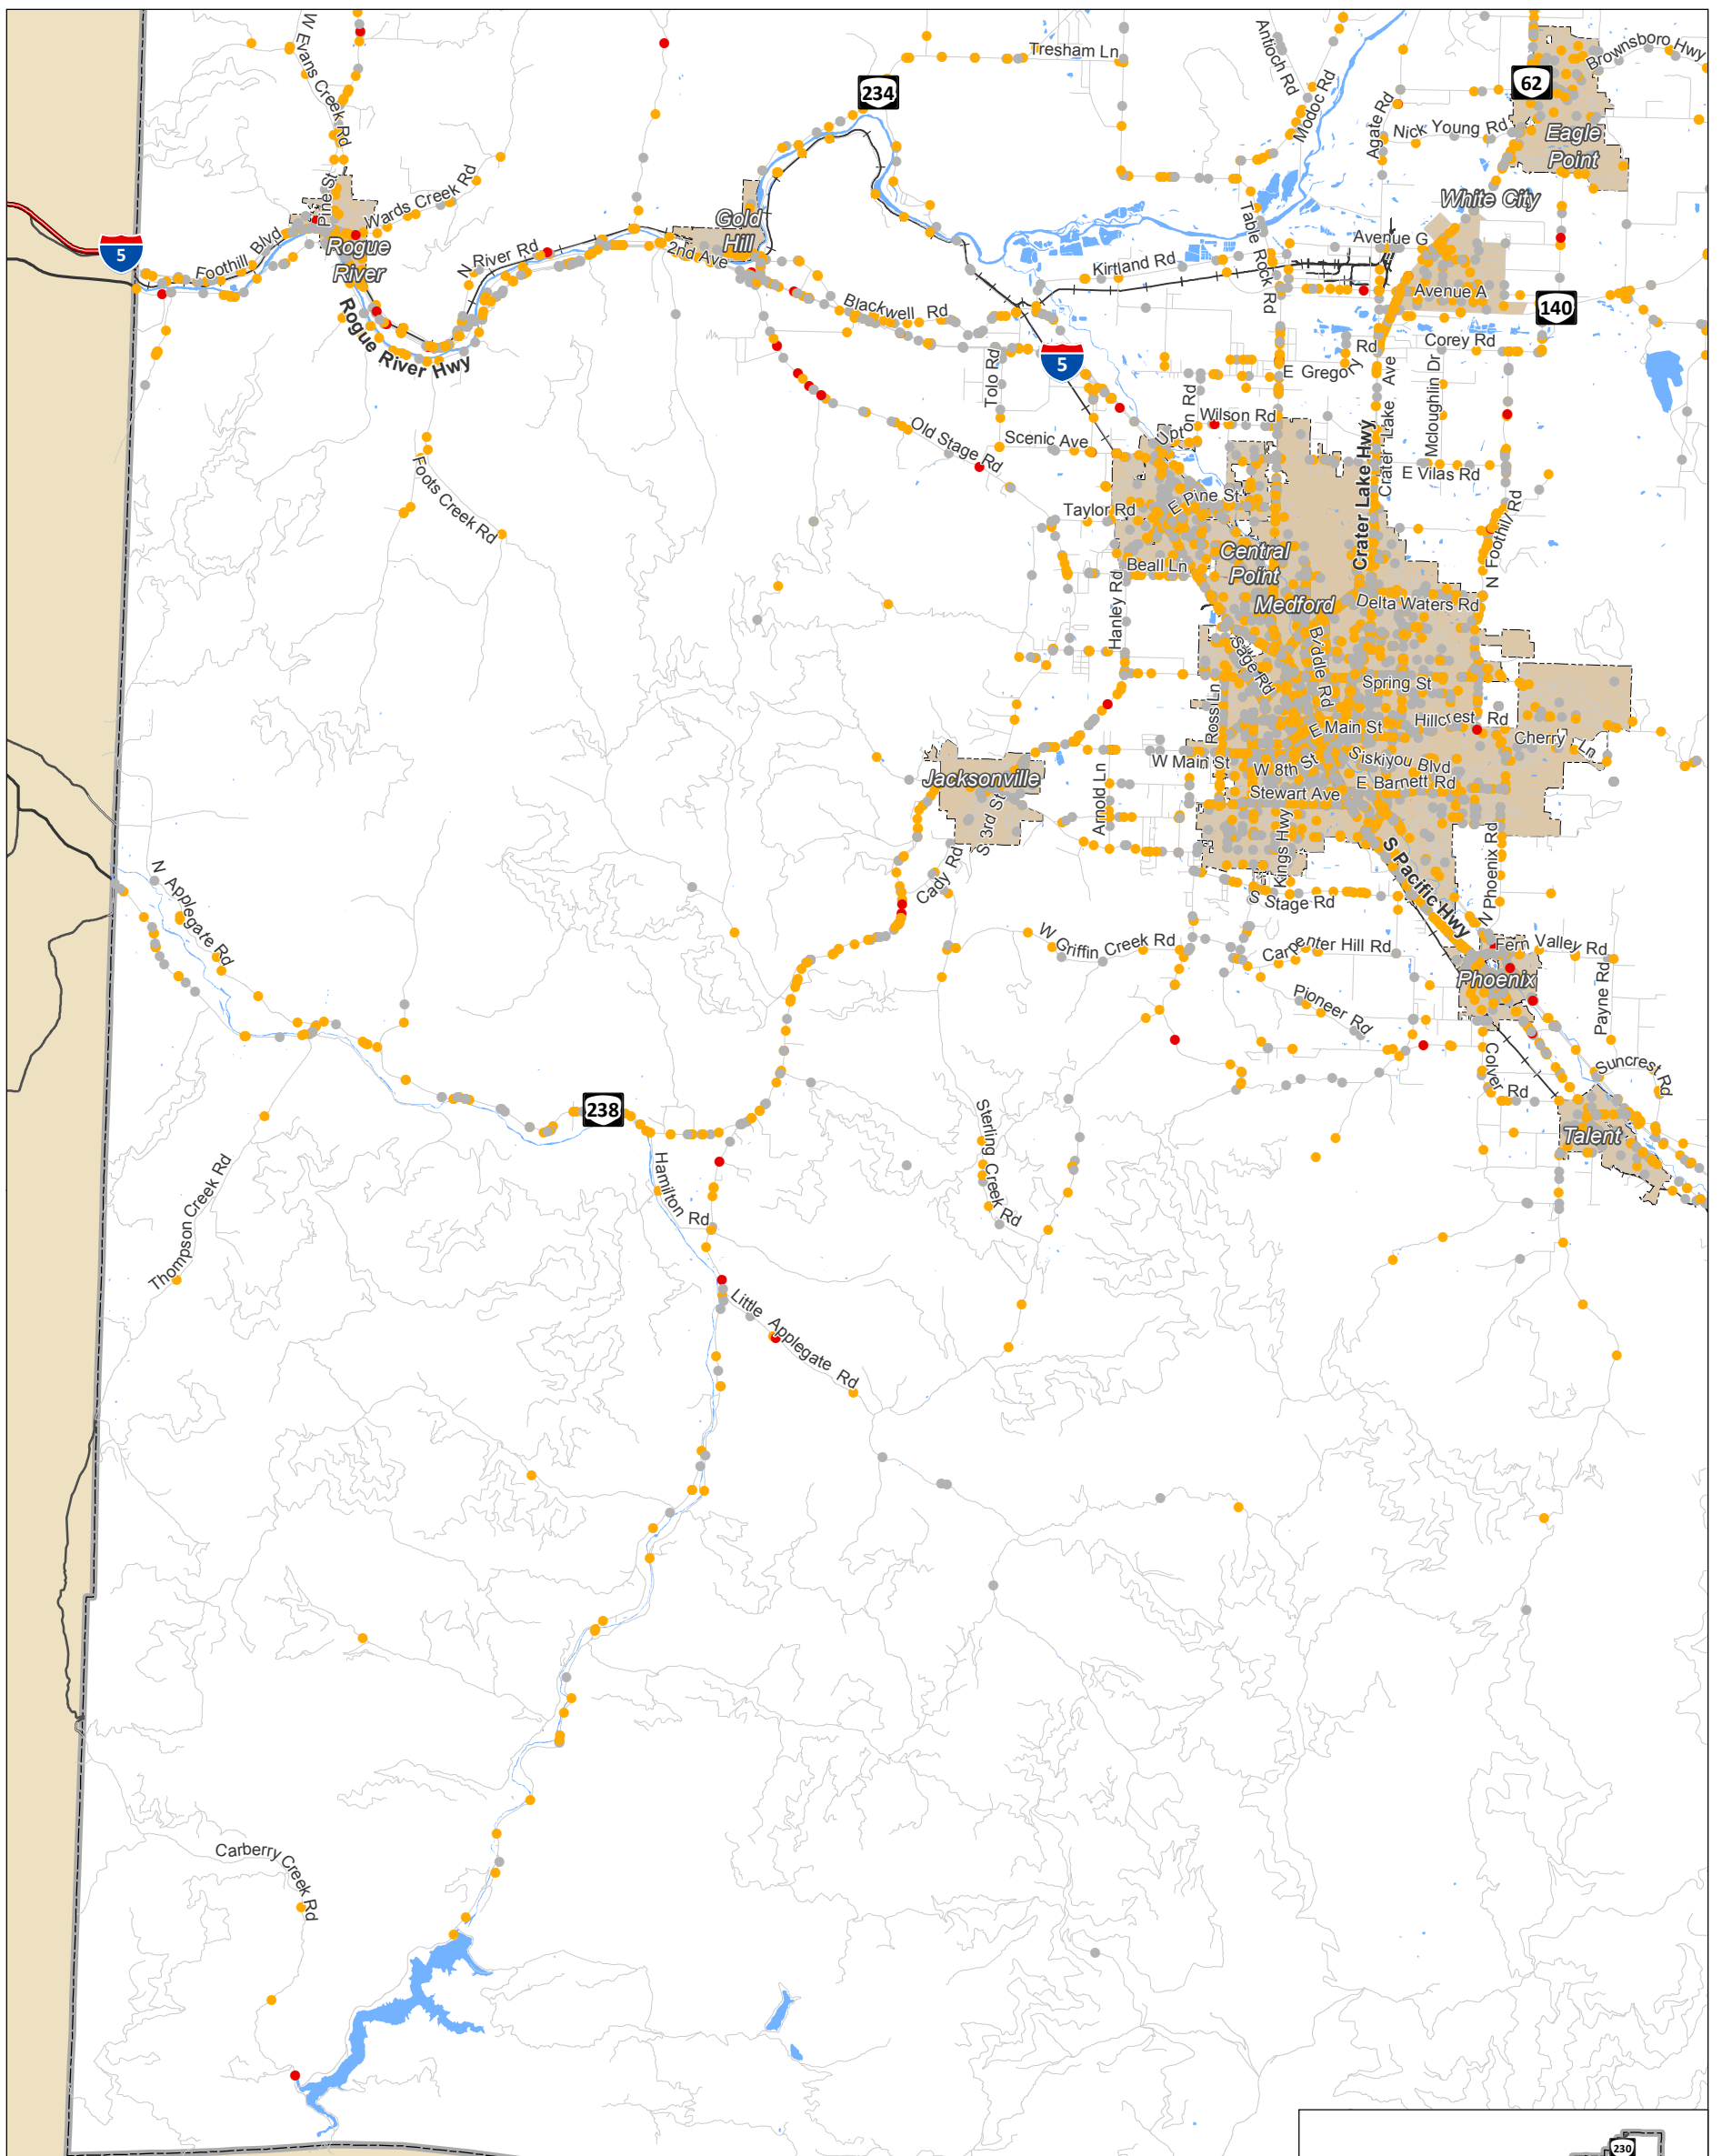 W Evans Creek Rd
Tresham Ln
Antioch Rd
Modoc Rd
Agate Rd
Brownsboro Hwy
62
234
Nick Young Rd
Eagle
Point
White City
Pine St
Wards Creek Rd
Foothill Blvd
5
Rogue
River
N River Rd
Gold
Hill
2nd Ave
Table Rock Rd
Avenue G
Kirtland Rd
Avenue A
140
Rogue River Hwy
Blackwell Rd
Corey Rd
5
Tolo Rd
E Gregory Rd
Crater Lake Ave
Mcloughlin Dr
Upton Rd
Wilson Rd
Old Stage Rd
Scenic Ave
Crater Lake Hwy
E Vilas Rd
Foots Creek Rd
E Pine St
Taylor Rd
N Foothill Rd
Central
Point
Beall Ln
Hanley Rd
Medford
Delta Waters Rd
Biddle Rd
Sage Rd
Spring St
Ross Ln
E Main St
Hillcrest Rd
Cherry Ln
W Main St
W 8th St
Siskiyou Blvd
Jacksonville
E Barnett Rd
Stewart Ave
Arnold Ln
S 3rd St
Kings Hwy
S Pacific Hwy
N Phoenix Rd
Cady Rd
N Applegate Rd
S Stage Rd
W Griffin Creek Rd
Carpenter Hill Rd
Fern Valley Rd
Phoenix
Payne Rd
Pioneer Rd
Colver Rd
Suncrest Rd
238
Sterling Creek Rd
Talent
Hamilton Rd
Thompson Creek Rd
Little Applegate Rd
Carberry Creek Rd
230